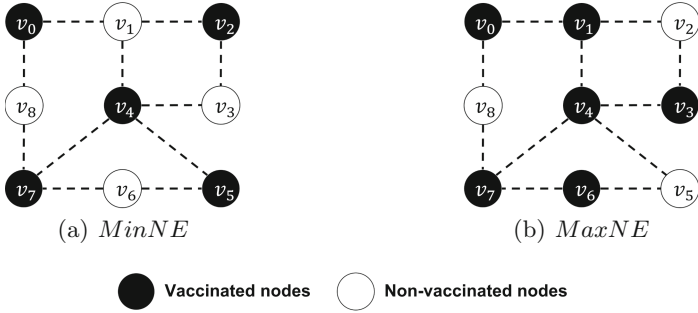 v0 v1 v2 v0 v1 v2
v8 v4 v3 v8 v4 v3
v7 v6 v5 v7 v6 v5
(a) MinNE (b) MaxNE
Vaccinated nodes Non-vaccinated nodes